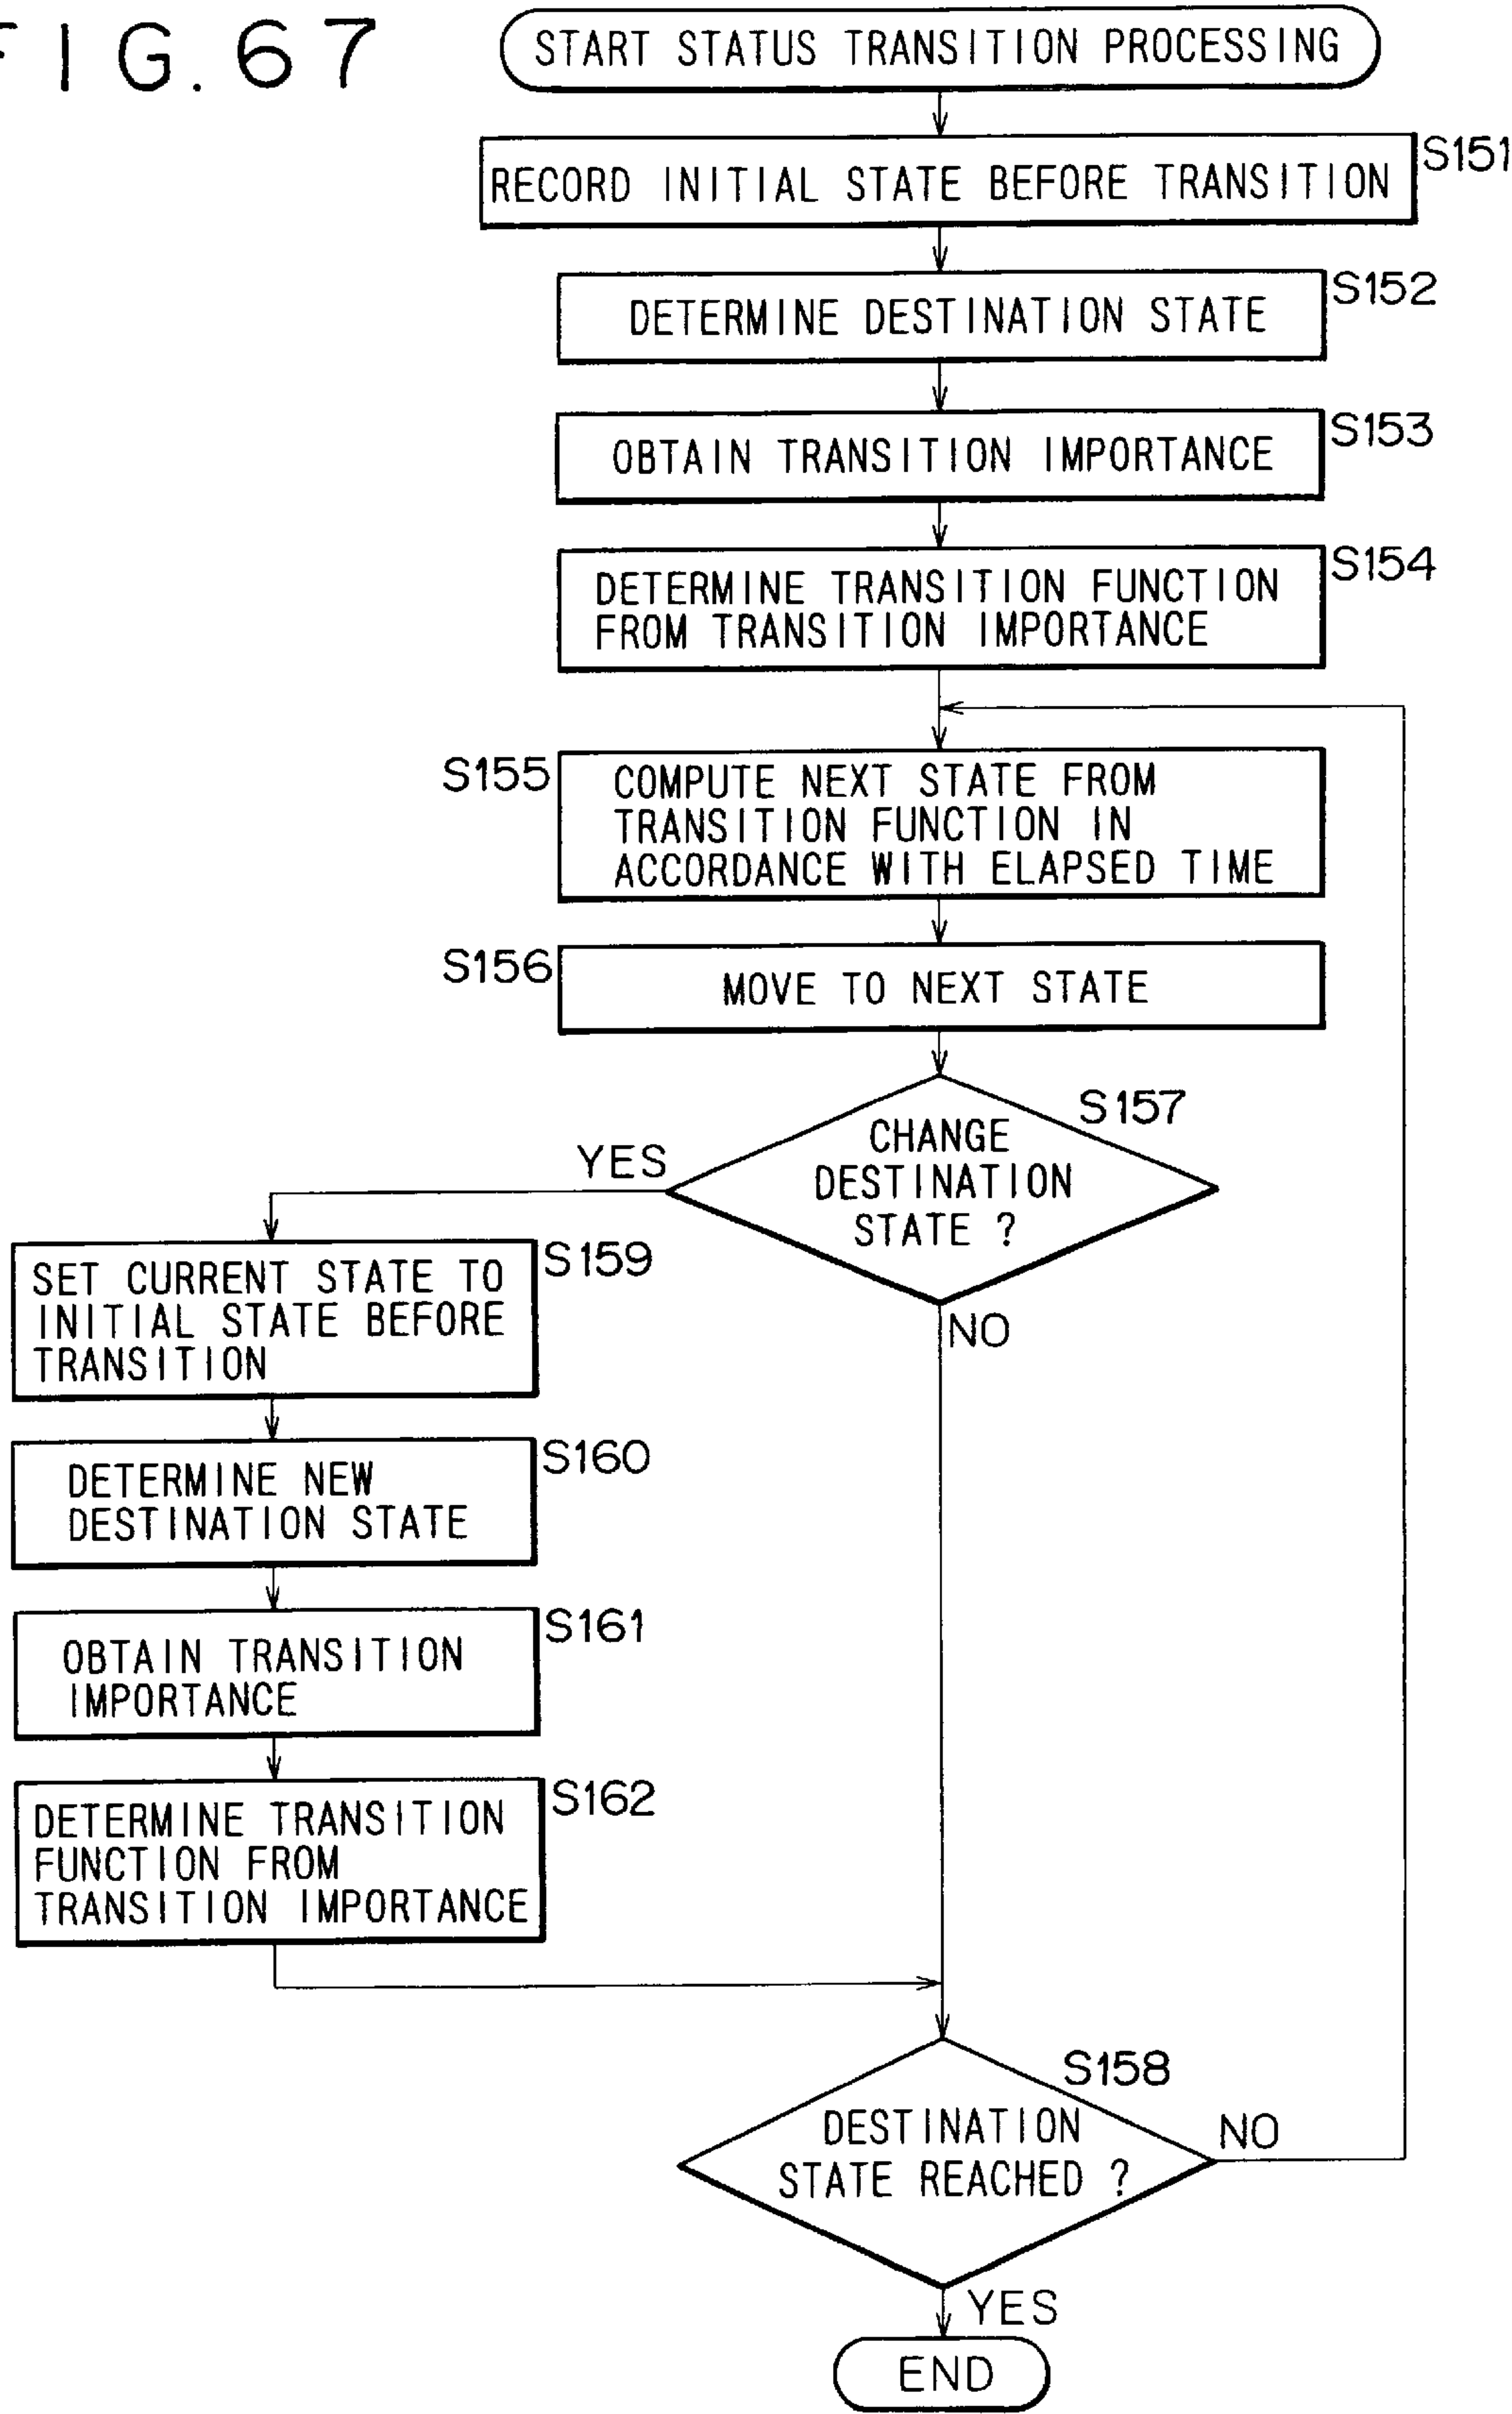 FIG. 67
START STATUS TRANSITION PROCESSING
RECORD INITIAL STATE BEFORE TRANSITION
S151
DETERMINE DESTINATION STATE
S152
OBTAIN TRANSITION IMPORTANCE
S153
DETERMINE TRANSITION FUNCTION
FROM TRANSITION IMPORTANCE
S154
S155
COMPUTE NEXT STATE FROM
TRANSITION FUNCTION IN
ACCORDANCE WITH ELAPSED TIME
S156
MOVE TO NEXT STATE
S157
CHANGE
DESTINATION
STATE ?
YES
NO
SET CURRENT STATE TO
INITIAL STATE BEFORE
TRANSITION
S159
DETERMINE NEW
DESTINATION STATE
S160
OBTAIN TRANSITION
IMPORTANCE
S161
DETERMINE TRANSITION
FUNCTION FROM
TRANSITION IMPORTANCE
S162
S158
DESTINATION
STATE REACHED ?
NO
YES
END